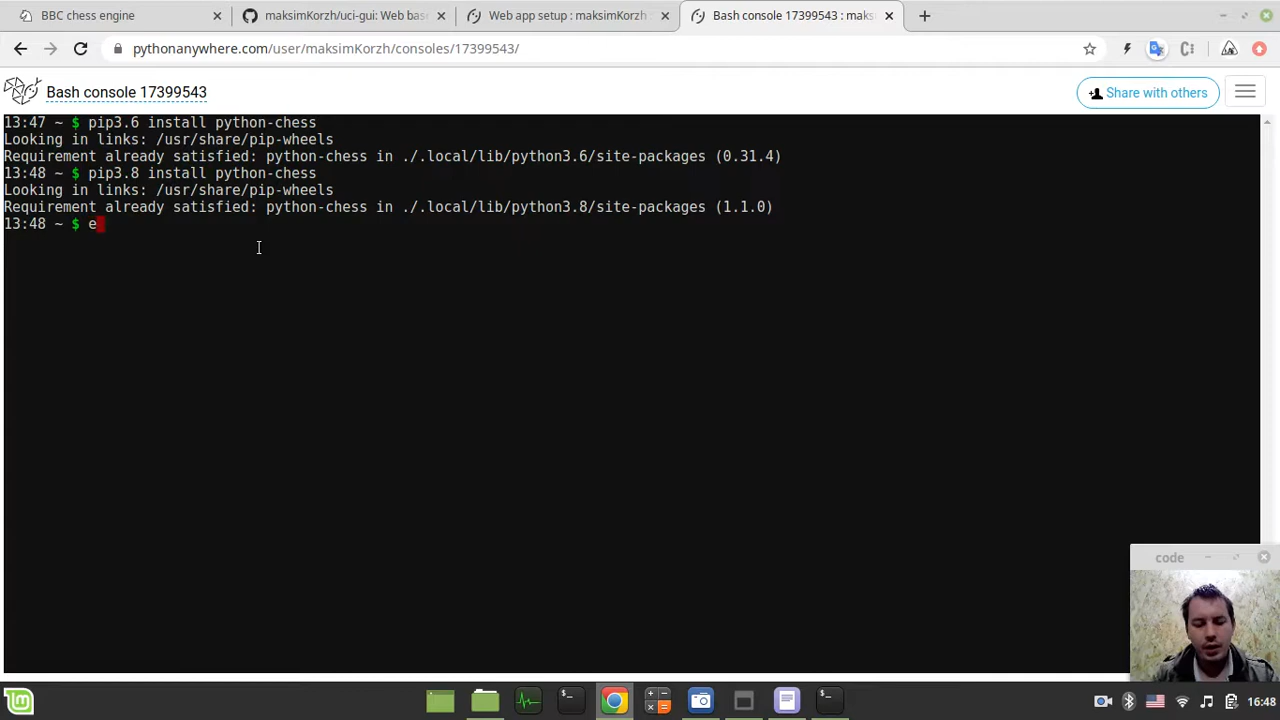 BBC chess engine
maksimKorzh/uci-gui: Web bas
Web app setup : maksimKorzh
Bash console 17399543 : maks
pythonanywhere.com/user/maksimKorzh/consoles/17399543/
Bash console 17399543
Share with others
13:47 ~ $ pip3.6 install python-chess
Looking in links: /usr/share/pip-wheels
Requirement already satisfied: python-chess in ./.local/lib/python3.6/site-packages (0.31.4)
13:48 ~ $ pip3.8 install python-chess
Looking in links: /usr/share/pip-wheels
Requirement already satisfied: python-chess in ./.local/lib/python3.8/site-packages (1.1.0)
13:48 ~ $ e
code
16:48